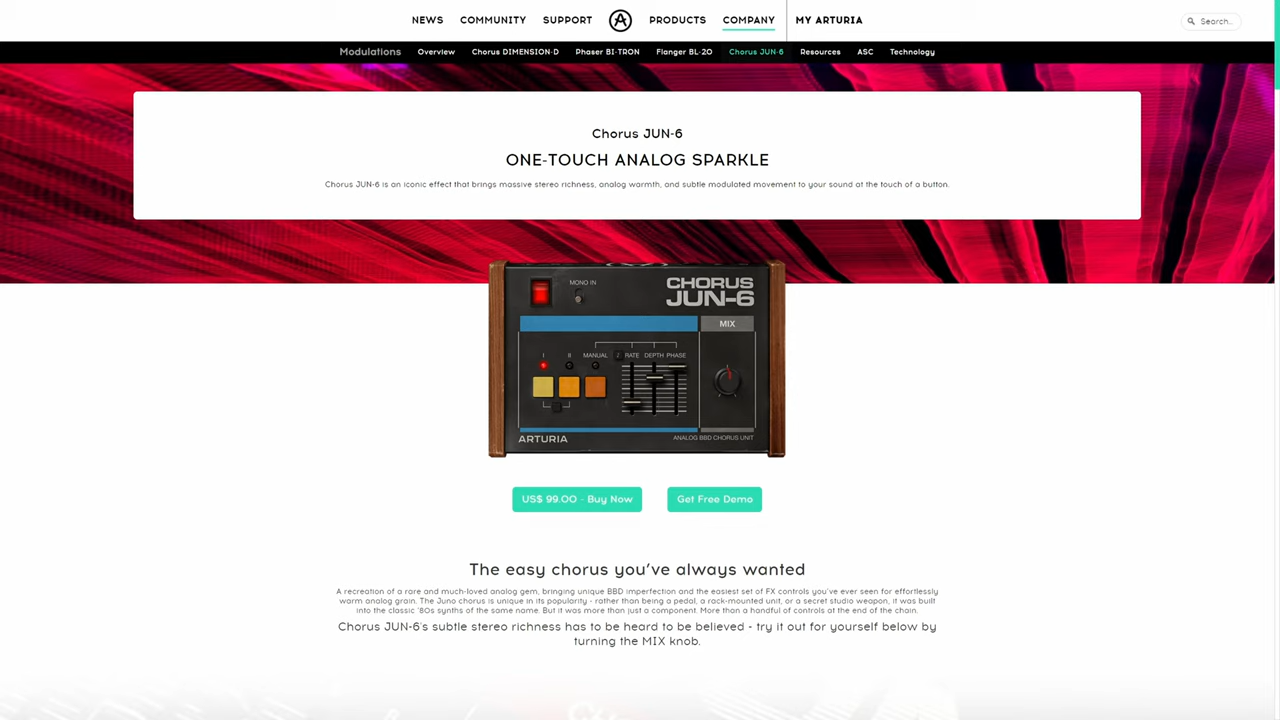 NEWS COMMUNITY SUPPORT PRODUCTS COMPANY MY ARTURIA Search...
Modulations Overview Chorus DIMENSION-D Phaser BI-TRON Flanger BL-20 Chorus JUN-6 Resources ASC Technology
Chorus JUN-6
ONE-TOUCH ANALOG SPARKLE
Chorus JUN-6 is an iconic effect that brings massive stereo richness, analog warmth, and subtle modulated movement to your sound at the touch of a button.
MONO IN
CHORUS
JUN-6
MIX
I II MANUAL RATE DEPTH PHASE
ARTURIA
ANALOG BBD CHORUS UNIT
US$ 99.00 - Buy Now Get Free Demo
The easy chorus you've always wanted
A recreation of a rare and much-loved analog gem, bringing unique BBD imperfection and the easiest set of FX controls you've ever seen for effortlessly
warm analog grain. The Juno chorus is unique in its popularity - rather than being a pedal, a rack-mounted unit, or a secret studio weapon, it was built
into the classic '80s synths of the same name. But it was more than just a component. More than a handful of controls at the end of the chain.
Chorus JUN-6's subtle stereo richness has to be heard to be believed - try it out for yourself below by
turning the MIX knob.